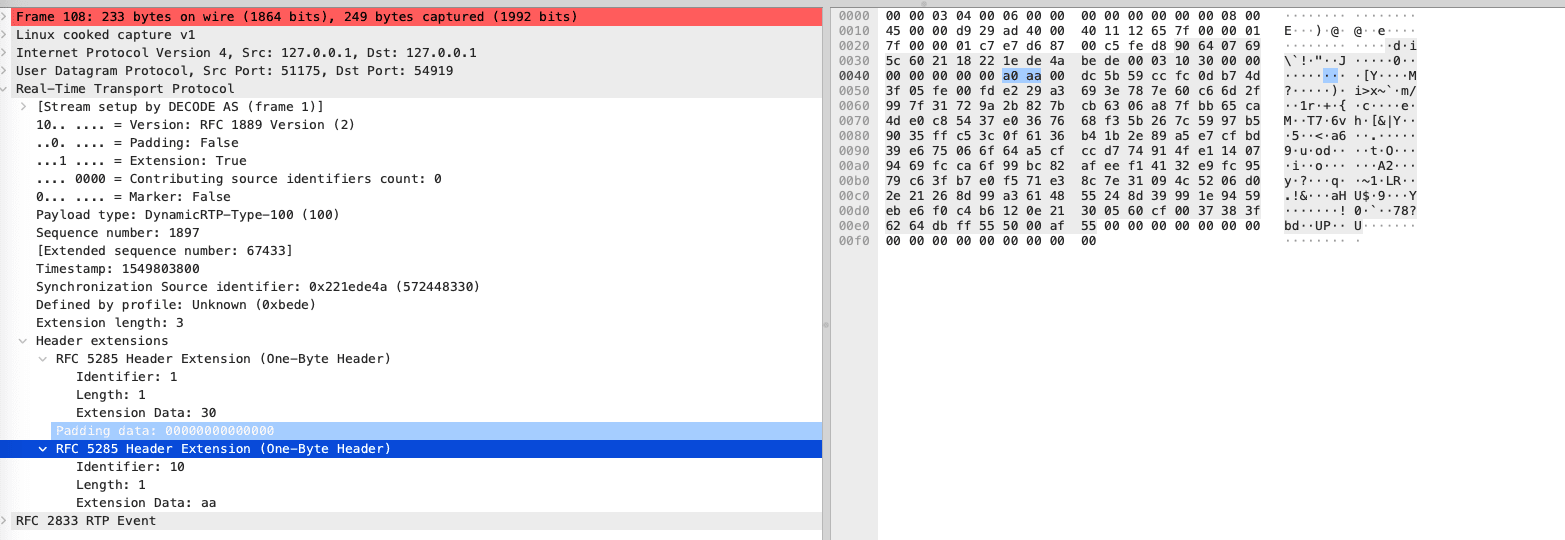 Frame 108: 233 bytes on wire (1864 bits), 249 bytes captured (1992 bits)
Linux cooked capture v1
Internet Protocol Version 4, Src: 127.0.0.1, Dst: 127.0.0.1
User Datagram Protocol, Src Port: 51175, Dst Port: 54919
Real-Time Transport Protocol
[Stream setup by DECODE AS (frame 1)]
10.. .... = Version: RFC 1889 Version (2)
..0. .... = Padding: False
...1 .... = Extension: True
.... 0000 = Contributing source identifiers count: 0
0... .... = Marker: False
Payload type: DynamicRTP-Type-100 (100)
Sequence number: 1897
[Extended sequence number: 67433]
Timestamp: 1549803800
Synchronization Source identifier: 0x221ede4a (572448330)
Defined by profile: Unknown (0xbede)
Extension length: 3
Header extensions
RFC 5285 Header Extension (One-Byte Header)
Identifier: 1
Length: 1
Extension Data: 30
Padding data: 00000000000000
RFC 5285 Header Extension (One-Byte Header)
Identifier: 10
Length: 1
Extension Data: aa
RFC 2833 RTP Event
0000 00 00 03 04 00 06 00 00 00 00 00 00 00 00 08 00 ········ ········
0010 45 00 00 d9 29 ad 40 00 40 11 12 65 7f 00 00 01 E···)·@· @··e····
0020 7f 00 00 01 c7 e7 d6 87 00 c5 fe d8 90 64 07 69 ········ ·····d·i
0030 5c 60 21 18 22 1e de 4a be de 00 03 10 30 00 00 \`!·"··J ·····0··
0040 00 00 00 00 00 00 a0 aa 00 dc 5b 59 cc fc 0d b7 4d ········ ··[Y····M
0050 3f 05 fe 00 fd e2 29 a3 69 3e 78 7e 60 c6 6d 2f ?·····)· i>x~`·m/
0060 99 7f 31 72 9a 2b 82 7b cb 63 06 a8 7f bb 65 ca ··1r·+·{ ·c····e·
0070 4d e0 c8 54 37 e0 36 76 68 f3 5b 26 7c 59 97 b5 M··T7·6v h·[&|Y··
0080 90 35 ff c5 3c 0f 61 36 b4 1b 2e 89 a5 e7 cf bd ·5··<·a6 ··.·····
0090 39 e6 75 06 6f 64 a5 cf cc d7 74 91 4f e1 14 07 9·u·od·· ··t·O···
00a0 94 69 fc ca 6f 99 bc 82 af ee f1 41 32 e9 fc 95 ·i··o··· ···A2···
00b0 79 c6 3f b7 e0 f5 71 e3 8c 7e 31 09 4c 52 06 d0 y·?···q· ·~1·LR··
00c0 2e 21 26 8d 99 a3 61 48 55 24 8d 39 99 1e 94 59 .!&···aH U$·9···Y
00d0 eb e6 f0 c4 b6 12 0e 21 30 05 60 cf 00 37 38 3f ·······! 0·`··78?
00e0 62 64 db ff 55 50 00 af 55 00 00 00 00 00 00 00 bd··UP·· U·······
00f0 00 00 00 00 00 00 00 00 00 ········ ·